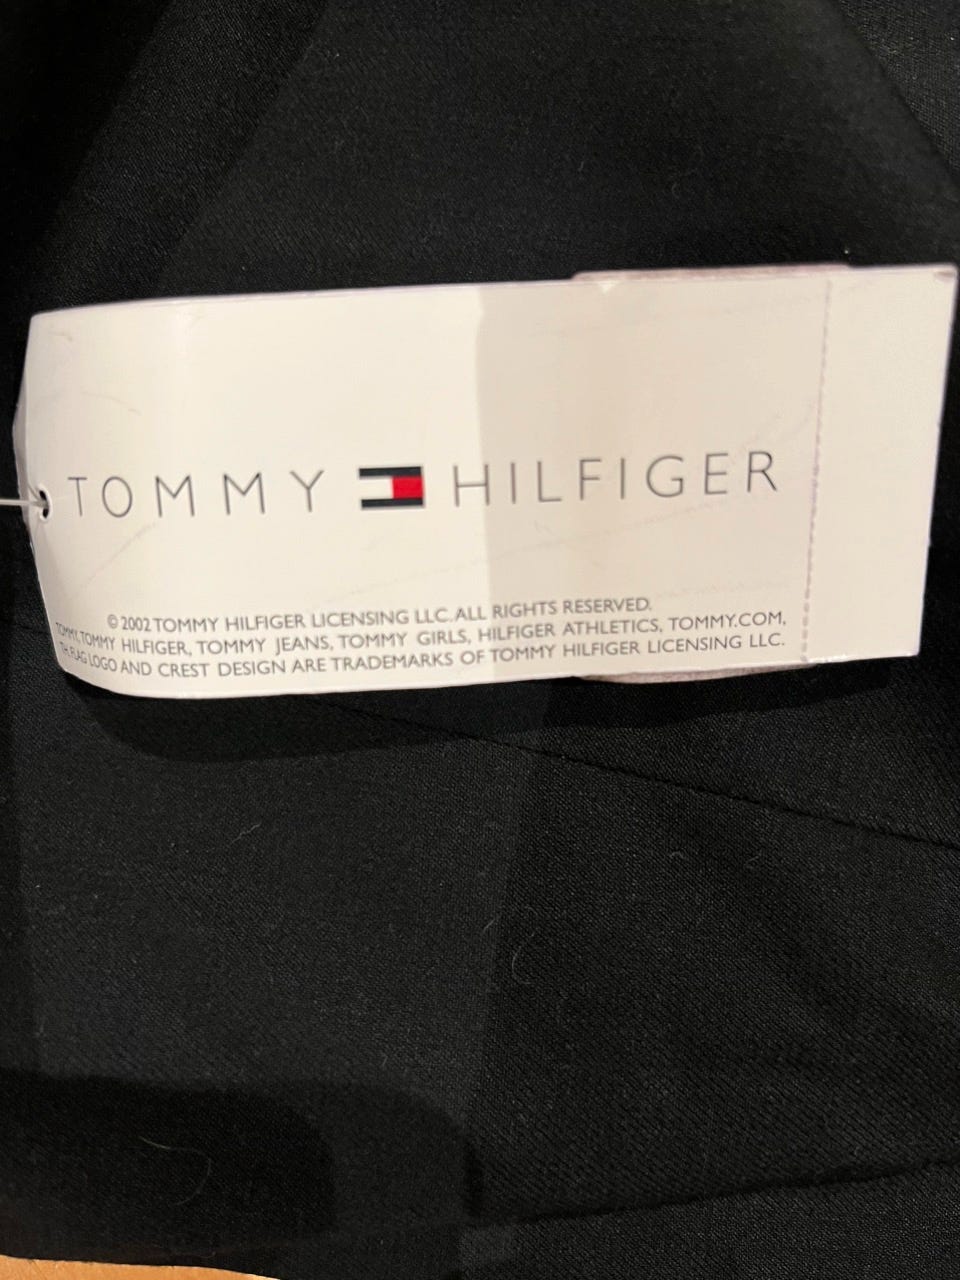 TOMMY HILFIGER
©2002 TOMMY HILFIGER LICENSING LLC. ALL RIGHTS RESERVED.
TOMMY, TOMMY HILFIGER, TOMMY JEANS, TOMMY GIRLS, HILFIGER ATHLETICS, TOMMY.COM,
TH FLAG LOGO AND CREST DESIGN ARE TRADEMARKS OF TOMMY HILFIGER LICENSING LLC.